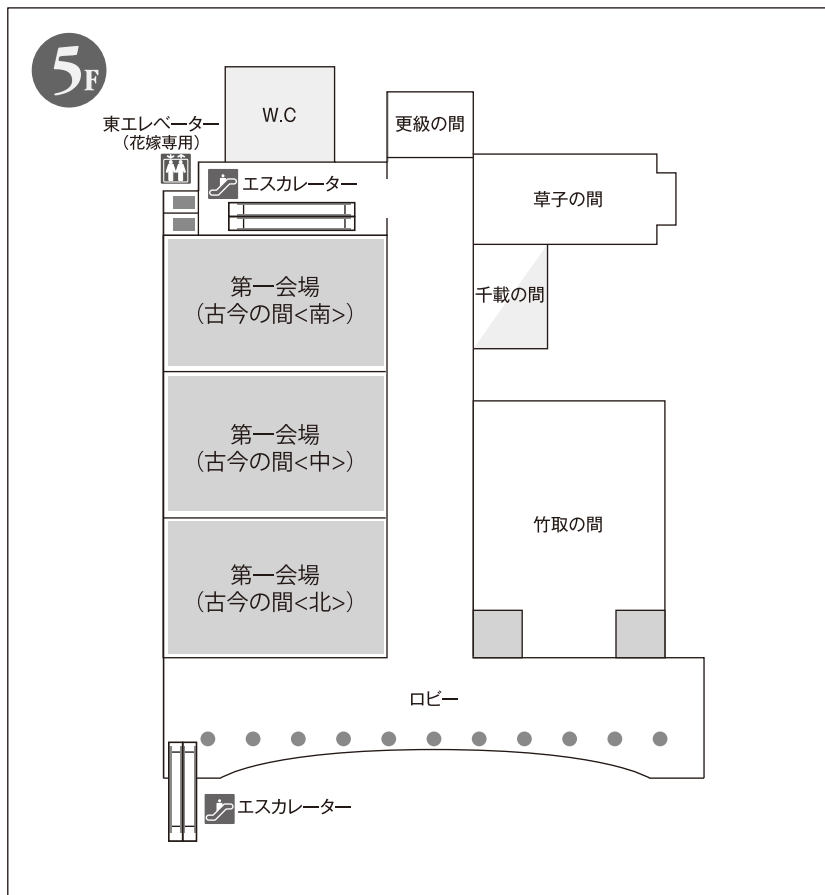 5F
W.C
更級の間
東エレベーター
（花嫁専用）
エスカレーター
草子の間
第一会場
（古今の間<南>）
千載の間
第一会場
（古今の間<中>）
竹取の間
第一会場
（古今の間<北>）
ロビー
エスカレーター